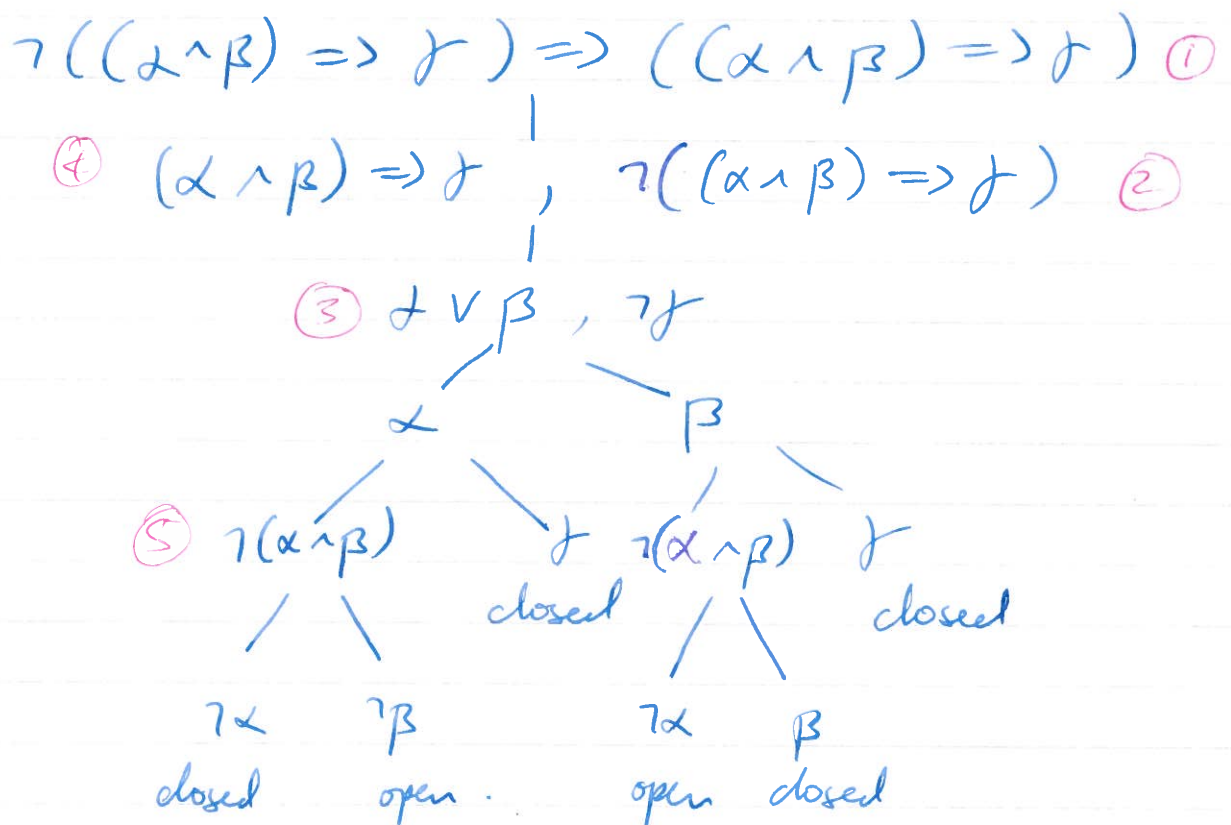 ¬((α∧β) => γ) => ((α∧β) => γ) ①
④ (α∧β) => γ , ¬((α∧β) => γ) ②
③ α∨β , ¬γ
α β
⑤ ¬(α∧β) γ ¬(α∧β) γ
closed closed
¬α ¬β ¬α β
closed open. open closed